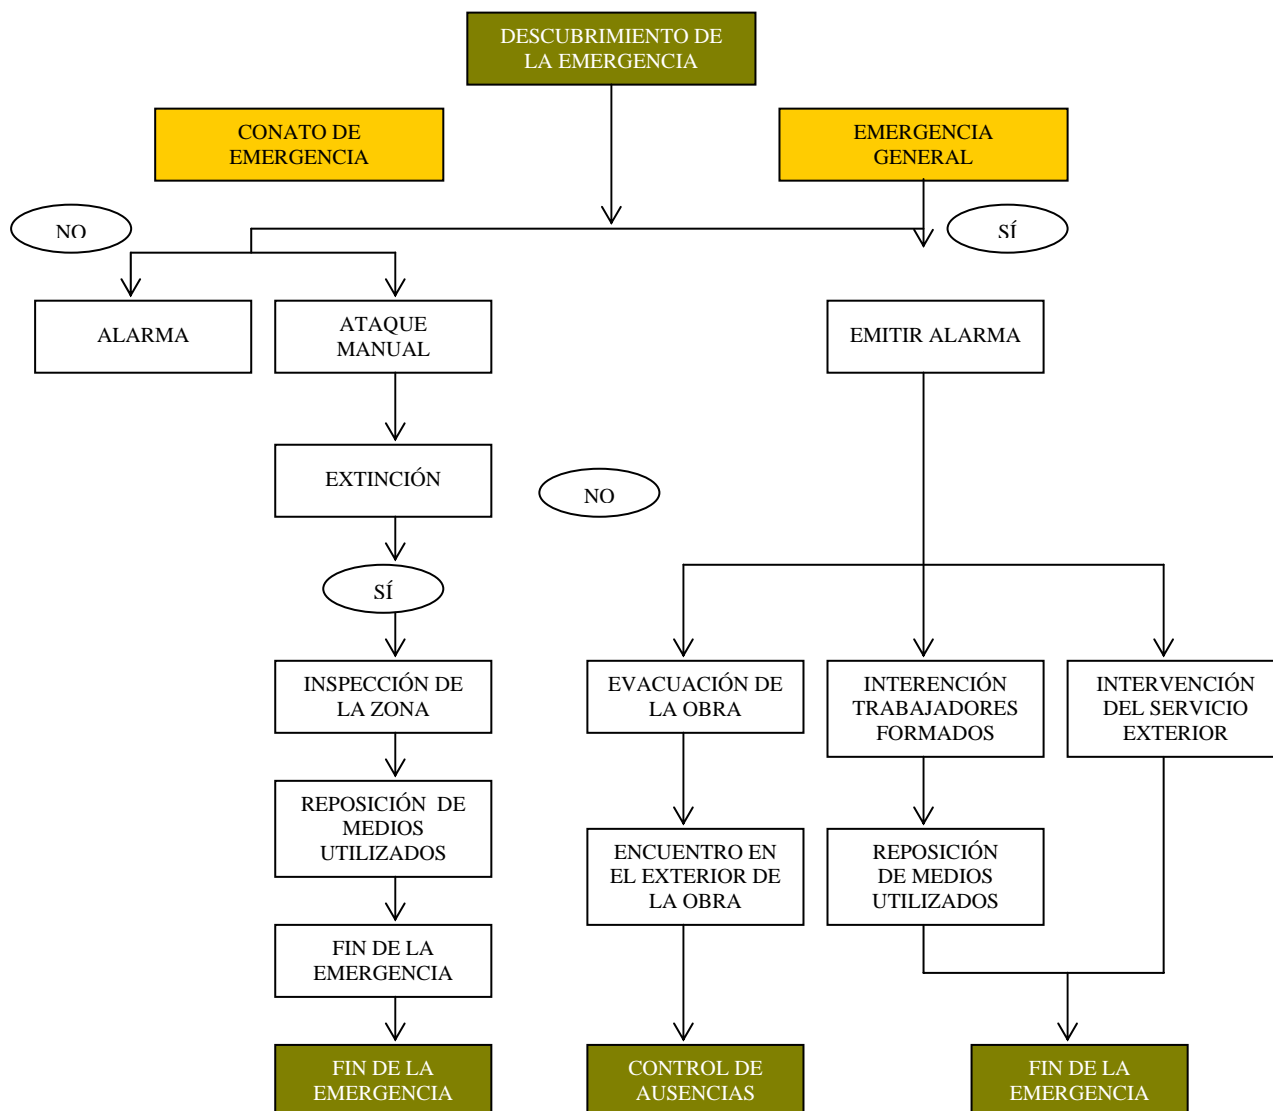 DESCUBRIMIENTO DE
LA EMERGENCIA
CONATO DE
EMERGENCIA
EMERGENCIA
GENERAL
NO
SÍ
ALARMA
ATAQUE
MANUAL
EMITIR ALARMA
EXTINCIÓN
NO
SÍ
INSPECCIÓN DE
LA ZONA
EVACUACIÓN DE
LA OBRA
INTERENCIÓN
TRABAJADORES
FORMADOS
INTERVENCIÓN
DEL SERVICIO
EXTERIOR
REPOSICIÓN DE
MEDIOS
UTILIZADOS
ENCUENTRO EN
EL EXTERIOR DE
LA OBRA
REPOSICIÓN
DE MEDIOS
UTILIZADOS
FIN DE LA
EMERGENCIA
FIN DE LA
EMERGENCIA
CONTROL DE
AUSENCIAS
FIN DE LA
EMERGENCIA